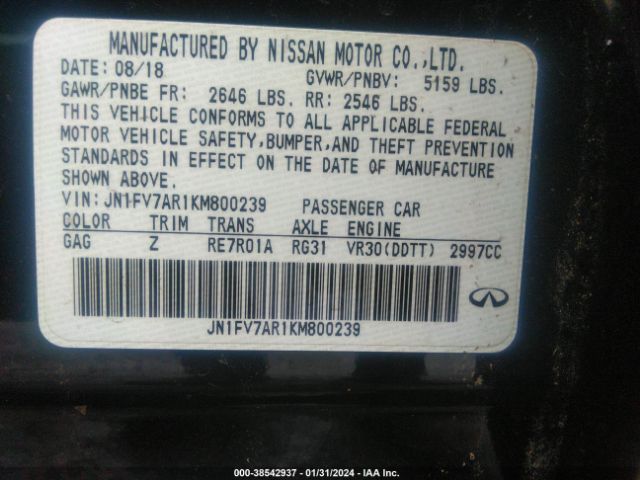 MANUFACTURED BY NISSAN MOTOR CO.,LTD.
DATE: 08/18 GVWR/PNBV: 5159 LBS.
GAWR/PNBE FR: 2646 LBS. RR: 2546 LBS.
THIS VEHICLE CONFORMS TO ALL APPLICABLE FEDERAL
MOTOR VEHICLE SAFETY,BUMPER,AND THEFT PREVENTION
STANDARDS IN EFFECT ON THE DATE OF MANUFACTURE
SHOWN ABOVE.
VIN: JN1FV7AR1KM800239 PASSENGER CAR
COLOR TRIM TRANS AXLE ENGINE
GAG Z RE7R01A RG31 VR30(DDTT) 2997CC
JN1FV7AR1KM800239
000-38542937 - 01/31/2024 - IAA Inc.